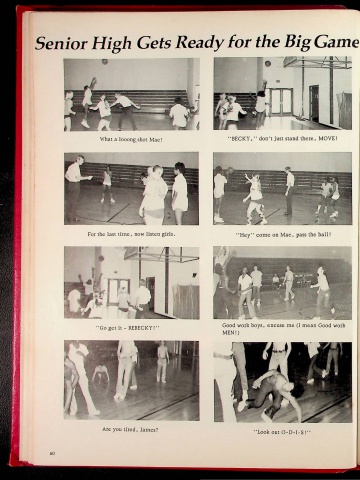 Senior High Gets Ready for the Big Game
What a looong shot Mae!
"BECKY," don't just stand there, MOVE!
For the last time, now listen girls.
"Hey" come on Mae, pass the ball!
"Go get it - REBECKY!"
Good work boys, excuse me (I mean Good work
MEN!)
Are you tired, James?
"Look out O-D-I-S!"
60